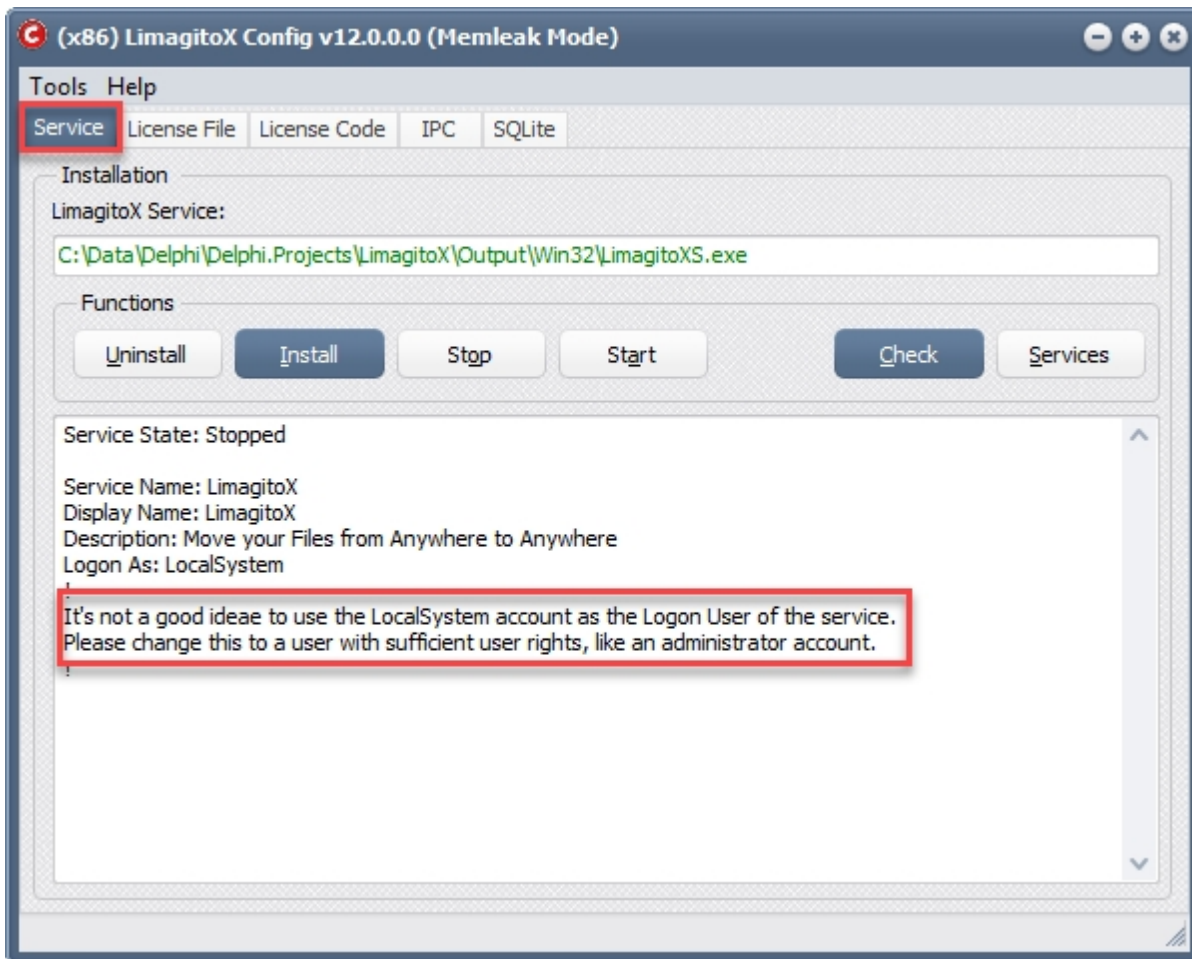 (x86) LimagitoX Config v12.0.0.0 (Memleak Mode)
Tools Help
Service License File License Code IPC SQLite
Installation
LimagitoX Service:
C:\Data\Delphi\Delphi.Projects\LimagitoX\Output\Win32\LimagitoXS.exe
Functions
Uninstall Install Stop Start Check Services
Service State: Stopped
Service Name: LimagitoX
Display Name: LimagitoX
Description: Move your Files from Anywhere to Anywhere
Logon As: LocalSystem
!
It's not a good ideae to use the LocalSystem account as the Logon User of the service.
Please change this to a user with sufficient user rights, like an administrator account.
!